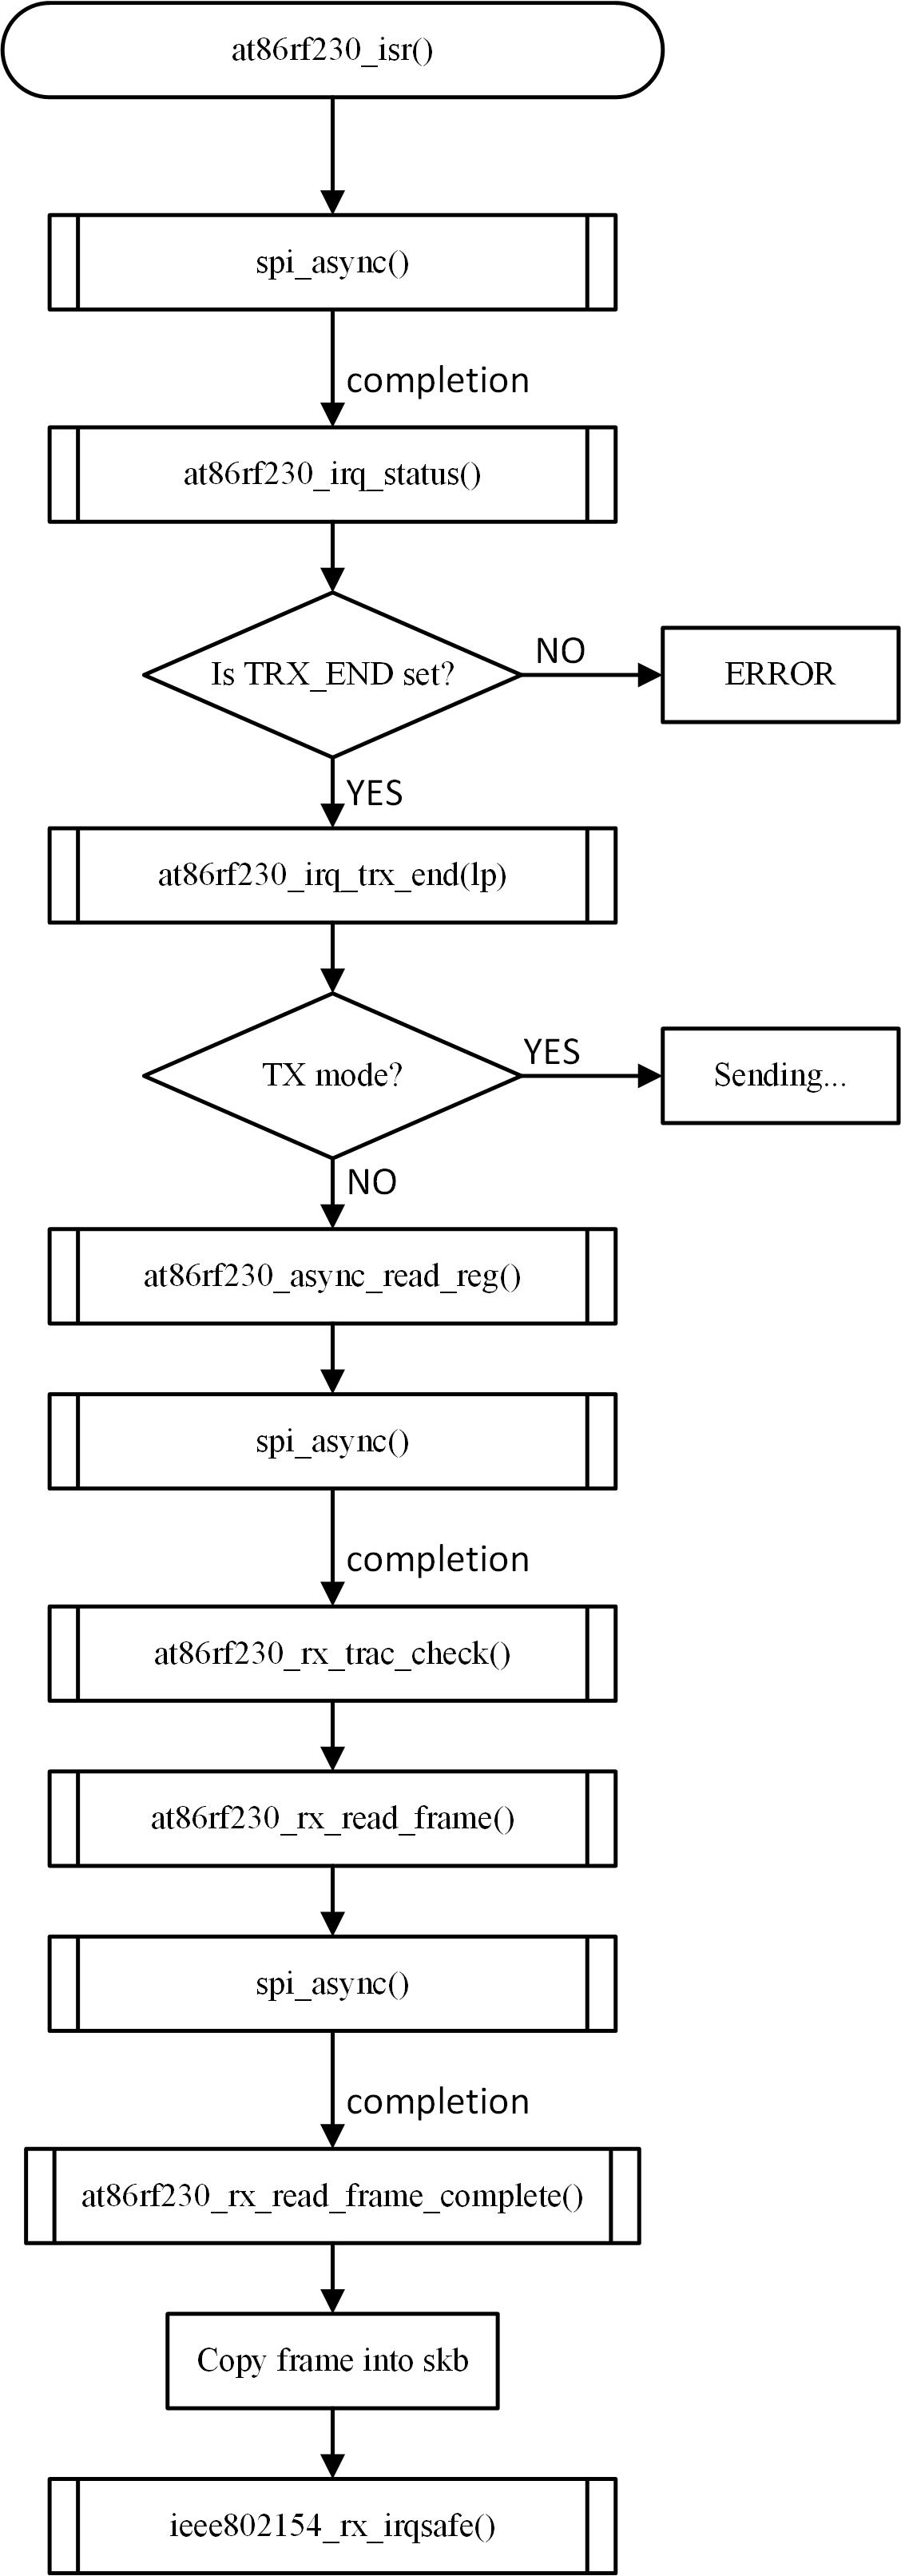 at86rf230_isr()
spi_async()
completion
at86rf230_irq_status()
Is TRX_END set?
NO
ERROR
YES
at86rf230_irq_trx_end(lp)
TX mode?
YES
Sending...
NO
at86rf230_async_read_reg()
spi_async()
completion
at86rf230_rx_trac_check()
at86rf230_rx_read_frame()
spi_async()
completion
at86rf230_rx_read_frame_complete()
Copy frame into skb
ieee802154_rx_irqsafe()